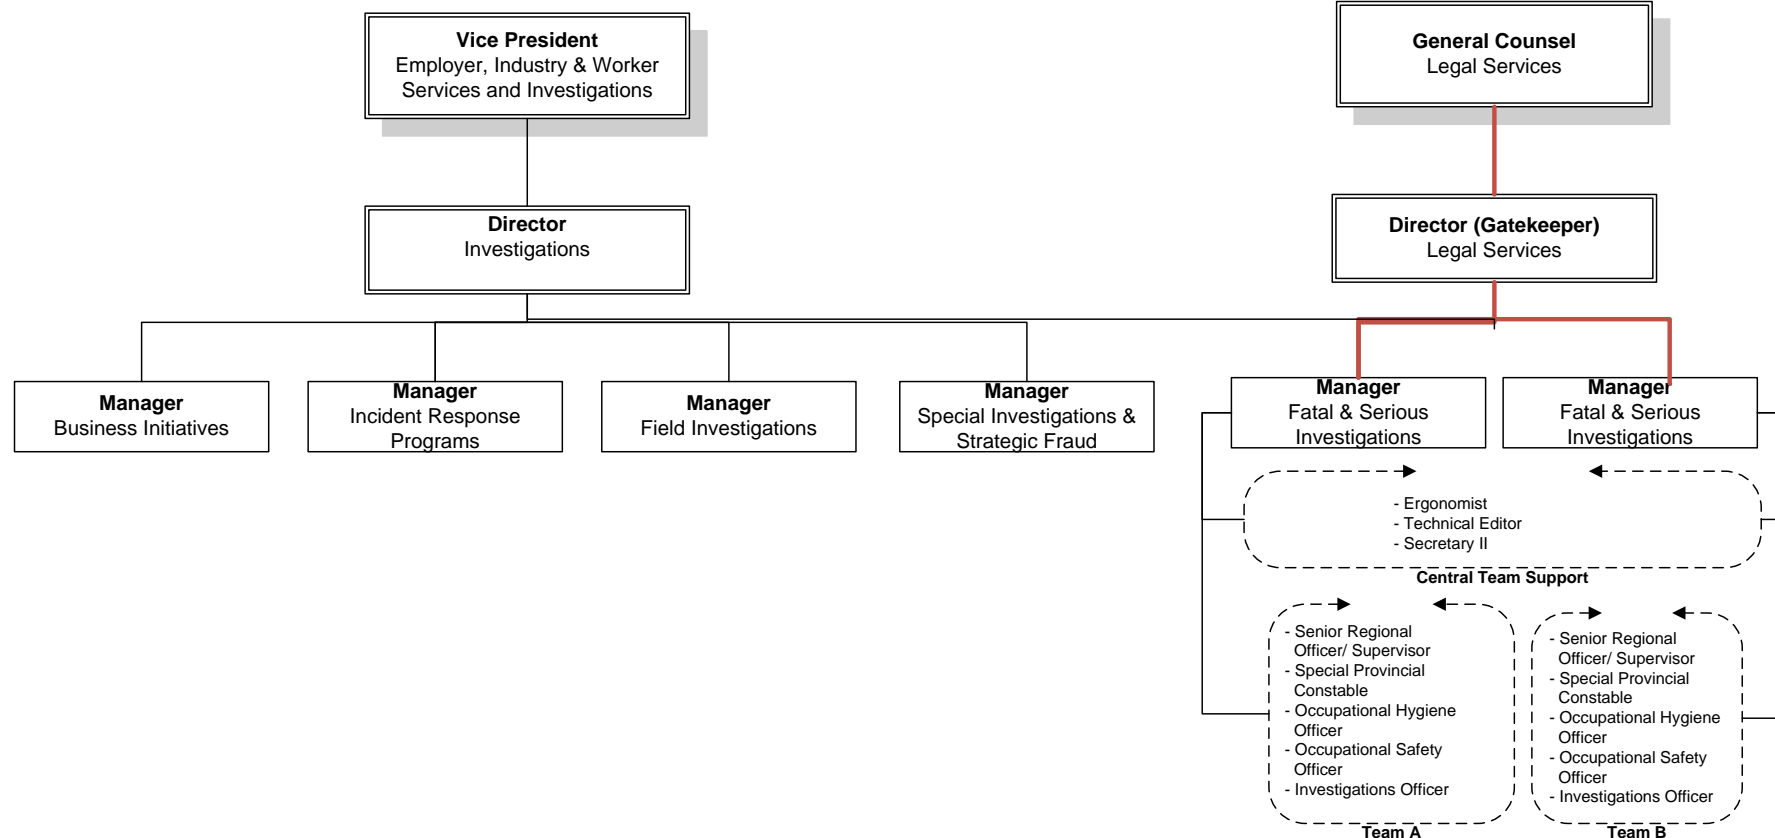 Vice President
Employer, Industry & Worker
Services and Investigations
General Counsel
Legal Services
Director
Investigations
Director (Gatekeeper)
Legal Services
Manager
Business Initiatives
Manager
Incident Response
Programs
Manager
Field Investigations
Manager
Special Investigations &
Strategic Fraud
Manager
Fatal & Serious
Investigations
Manager
Fatal & Serious
Investigations
- Ergonomist
- Technical Editor
- Secretary II
Central Team Support
- Senior Regional
Officer/ Supervisor
- Special Provincial
Constable
- Occupational Hygiene
Officer
- Occupational Safety
Officer
- Investigations Officer
Team A
- Senior Regional
Officer/ Supervisor
- Special Provincial
Constable
- Occupational Hygiene
Officer
- Occupational Safety
Officer
- Investigations Officer
Team B